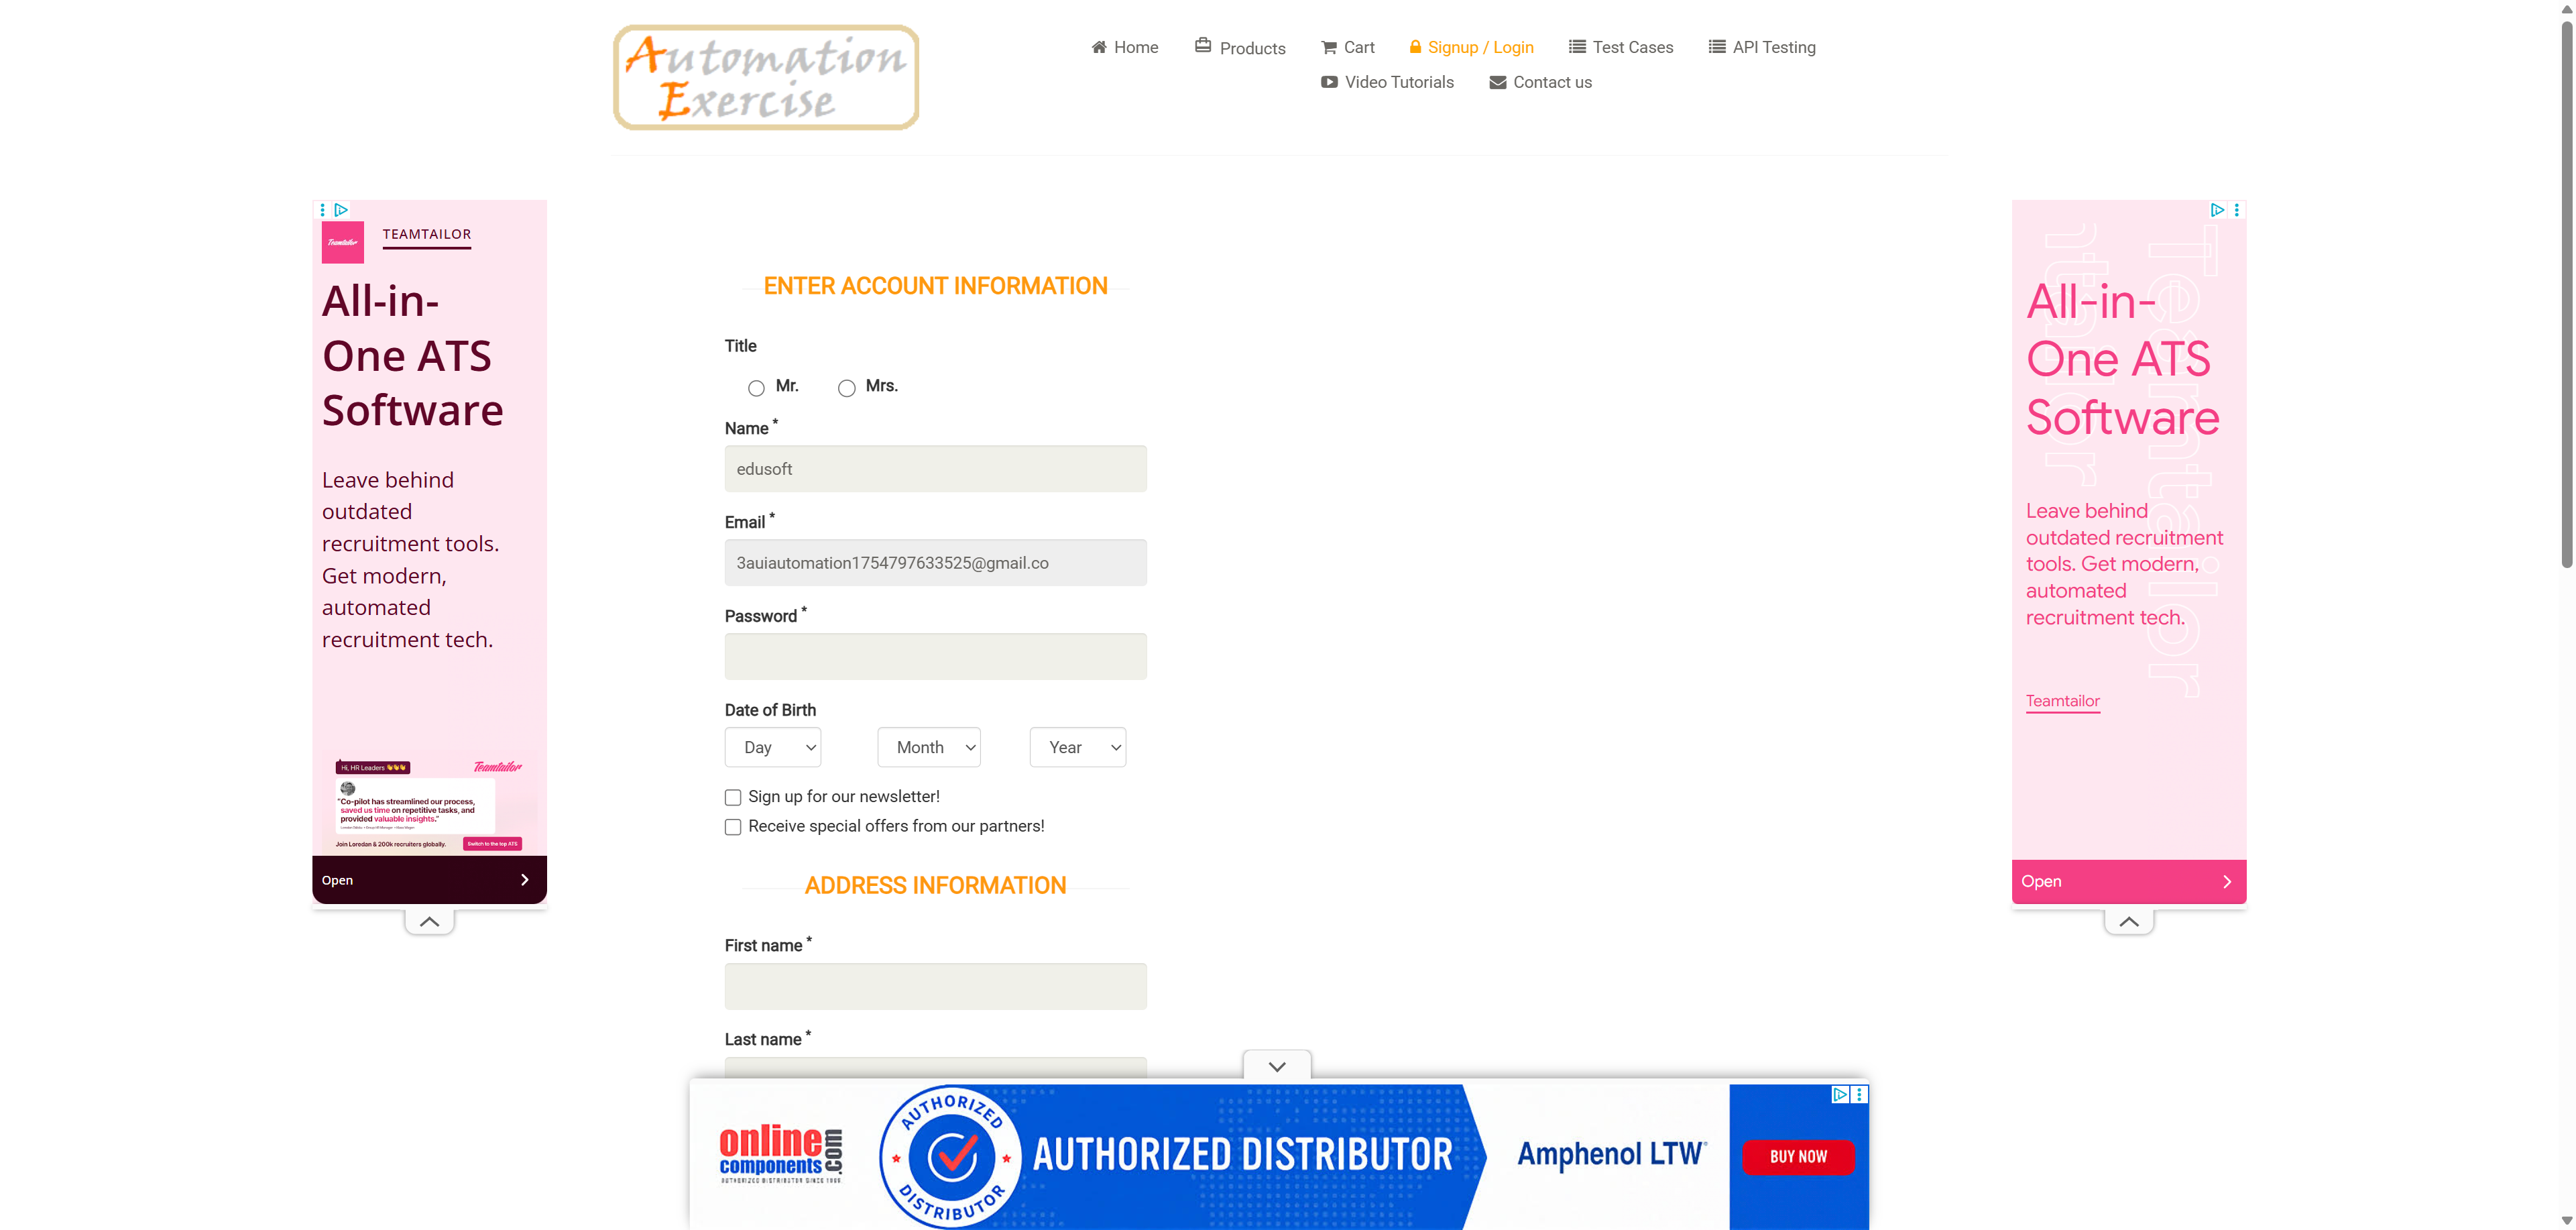 Automation
Exercise
Home
Products
Cart
Signup / Login
Test Cases
API Testing
Video Tutorials
Contact us
Teamtailor
TEAMTAILOR
All-in-
One ATS
Software
Leave behind
outdated
recruitment tools.
Get modern,
automated
recruitment tech.
Hi, HR Leaders
Teamtailor
"Co-pilot has streamlined our process,
saved us time on repetitive tasks, and
provided valuable insights."
Join Loredan & 200k recruiters globally.
Switch to the top ATS
Open
ENTER ACCOUNT INFORMATION
Title
Mr.
Mrs.
Name *
edusoft
Email *
3auiautomation1754797633525@gmail.co
Password *
Date of Birth
Day
Month
Year
Sign up for our newsletter!
Receive special offers from our partners!
ADDRESS INFORMATION
First name *
Last name *
Teamtailor
All-in-
One ATS
Software
Leave behind
outdated recruitment
tools. Get modern,
automated
recruitment tech.
Teamtailor
Open
online
components.com
AUTHORIZED DISTRIBUTOR
AUTHORIZED DISTRIBUTOR
Amphenol LTW
BUY NOW